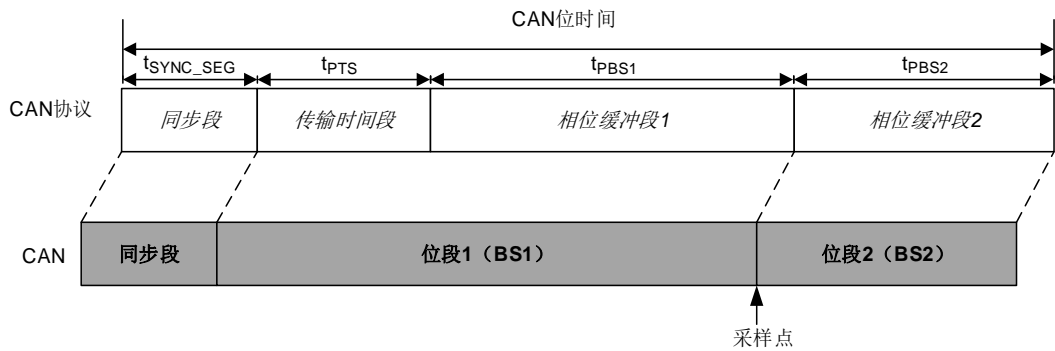 CAN位时间
tSYNC_SEG tPTS tPBS1 tPBS2
CAN协议 同步段 传输时间段 相位缓冲段1 相位缓冲段2
CAN 同步段 位段1（BS1） 位段2（BS2）
采样点